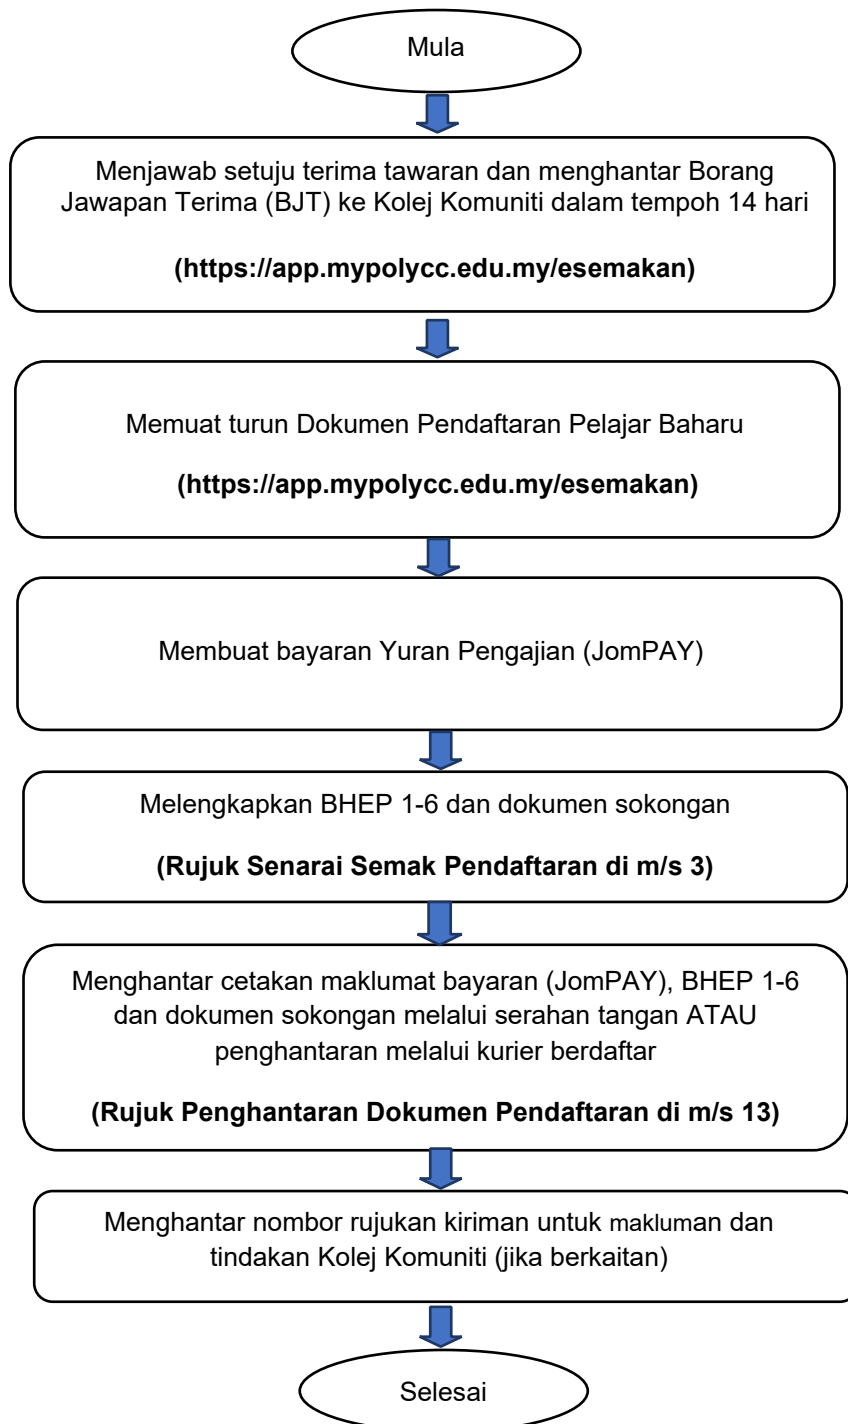 Mula
Menjawab setuju terima tawaran dan menghantar Borang
Jawapan Terima (BJT) ke Kolej Komuniti dalam tempoh 14 hari
(https://app.mypolycc.edu.my/esemakan)
Memuat turun Dokumen Pendaftaran Pelajar Baharu
(https://app.mypolycc.edu.my/esemakan)
Membuat bayaran Yuran Pengajian (JomPAY)
Melengkapkan BHEP 1-6 dan dokumen sokongan
(Rujuk Senarai Semak Pendaftaran di m/s 3)
Menghantar cetakan maklumat bayaran (JomPAY), BHEP 1-6
dan dokumen sokongan melalui serahan tangan ATAU
penghantaran melalui kurier berdaftar
(Rujuk Penghantaran Dokumen Pendaftaran di m/s 13)
Menghantar nombor rujukan kiriman untuk makluman dan
tindakan Kolej Komuniti (jika berkaitan)
Selesai